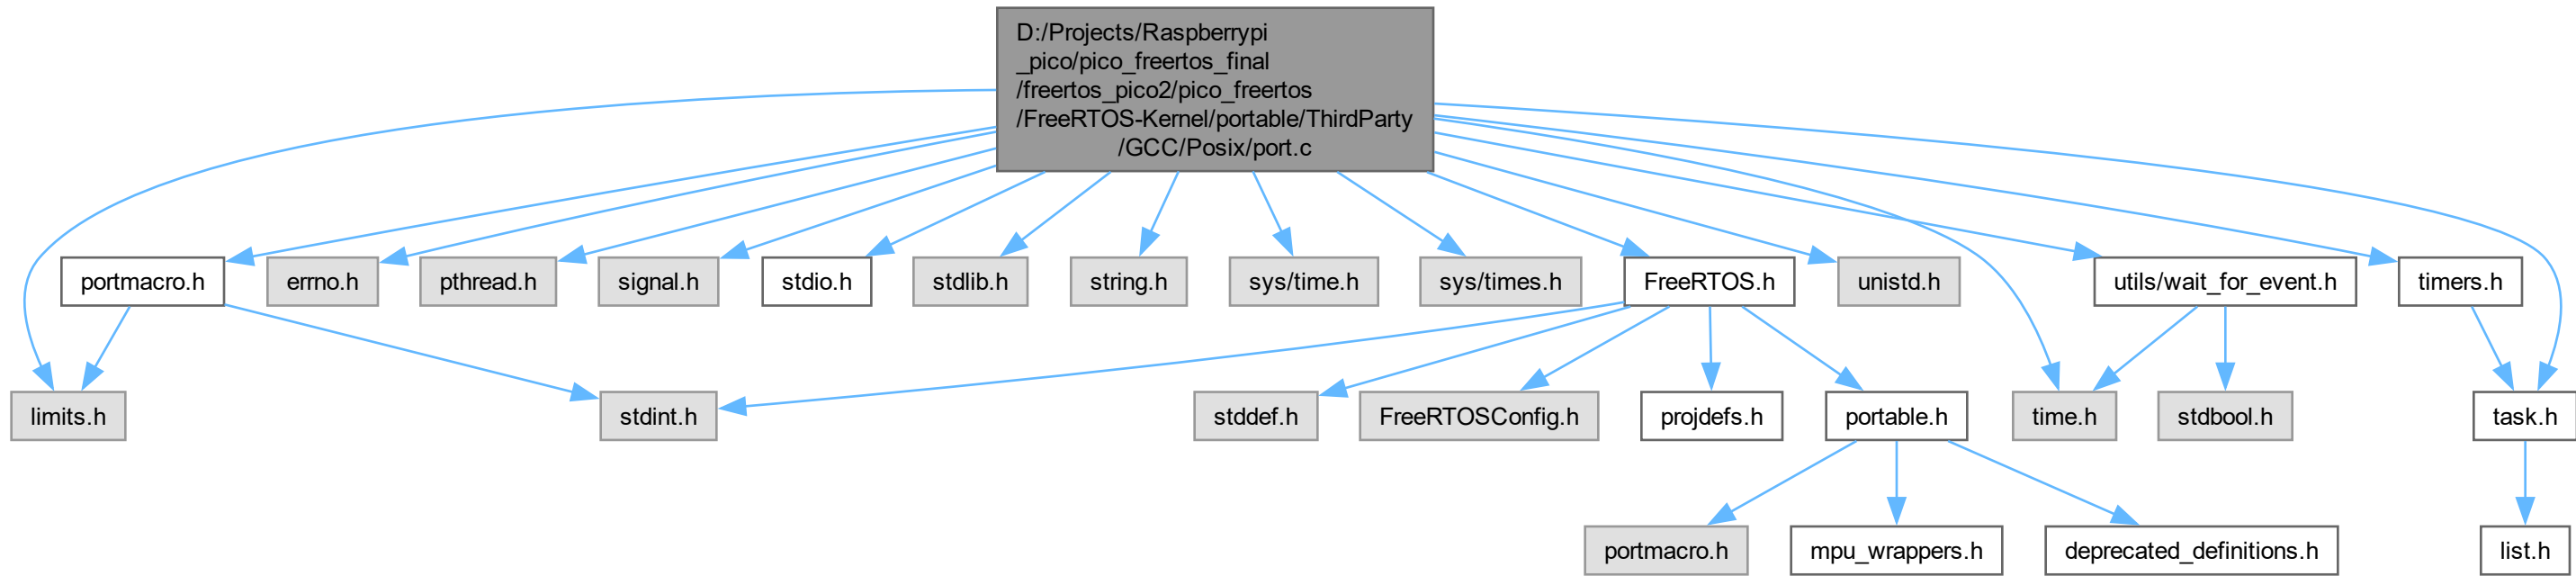 D:/Projects/Raspberrypi
_pico/pico_freertos_final
/freertos_pico2/pico_freertos
/FreeRTOS-Kernel/portable/ThirdParty
/GCC/Posix/port.c
portmacro.h
errno.h
pthread.h
signal.h
stdio.h
stdlib.h
string.h
sys/time.h
sys/times.h
FreeRTOS.h
unistd.h
utils/wait_for_event.h
timers.h
limits.h
stdint.h
stddef.h
FreeRTOSConfig.h
projdefs.h
portable.h
time.h
stdbool.h
task.h
portmacro.h
mpu_wrappers.h
deprecated_definitions.h
list.h